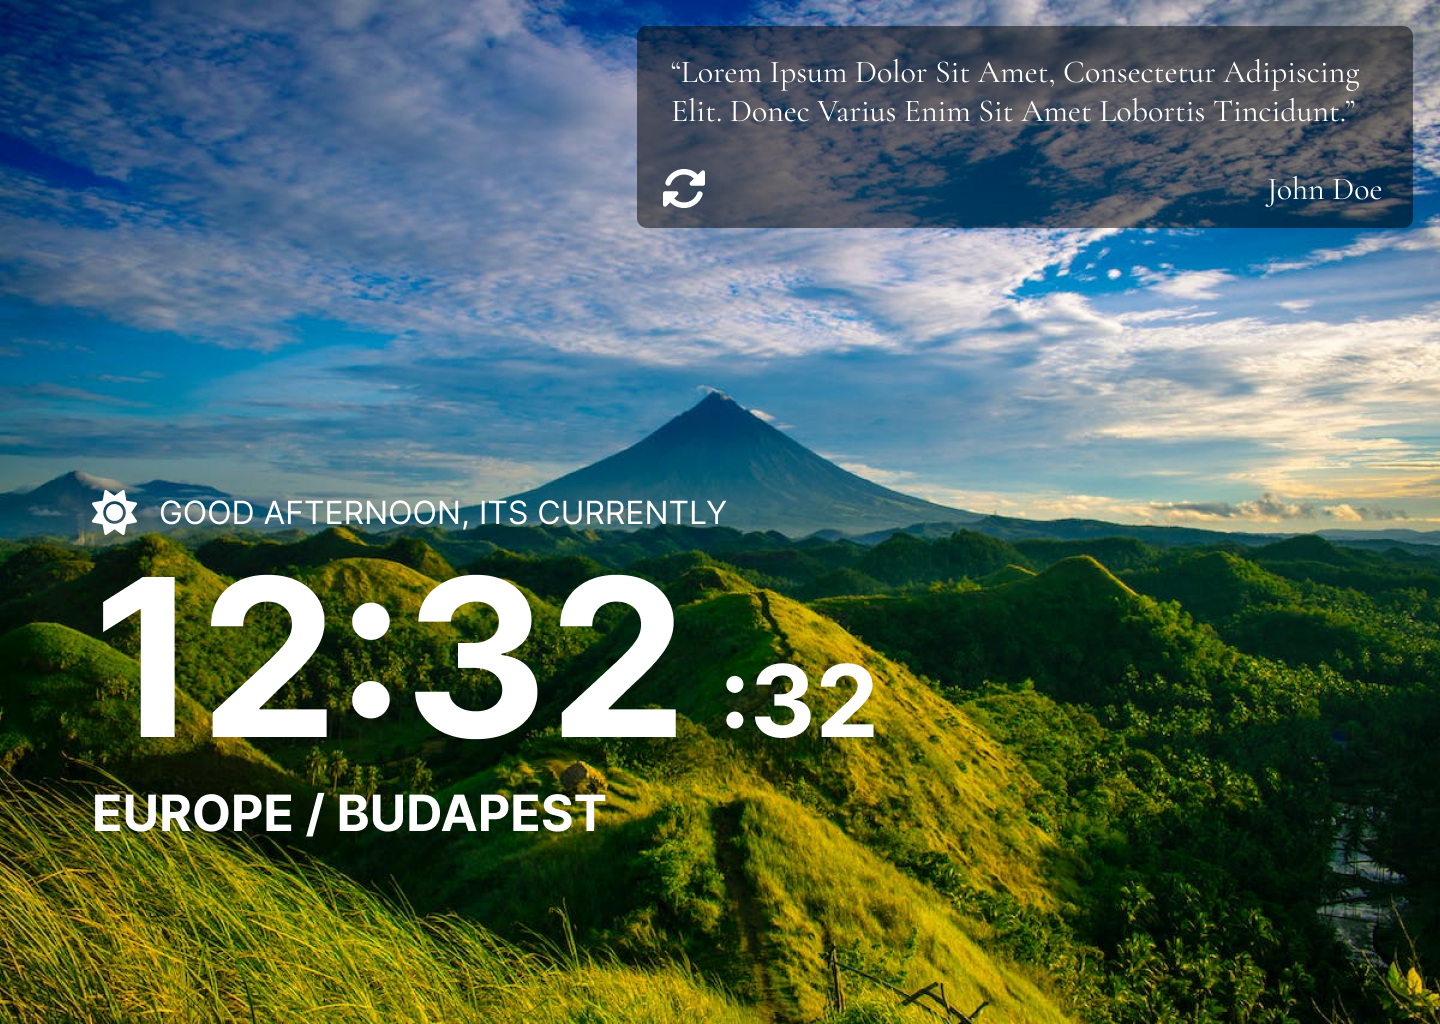 “Lorem Ipsum Dolor Sit Amet, Consectetur Adipiscing
Elit. Donec Varius Enim Sit Amet Lobortis Tincidunt.”
John Doe
GOOD AFTERNOON, ITS CURRENTLY
12:32 :32
EUROPE / BUDAPEST